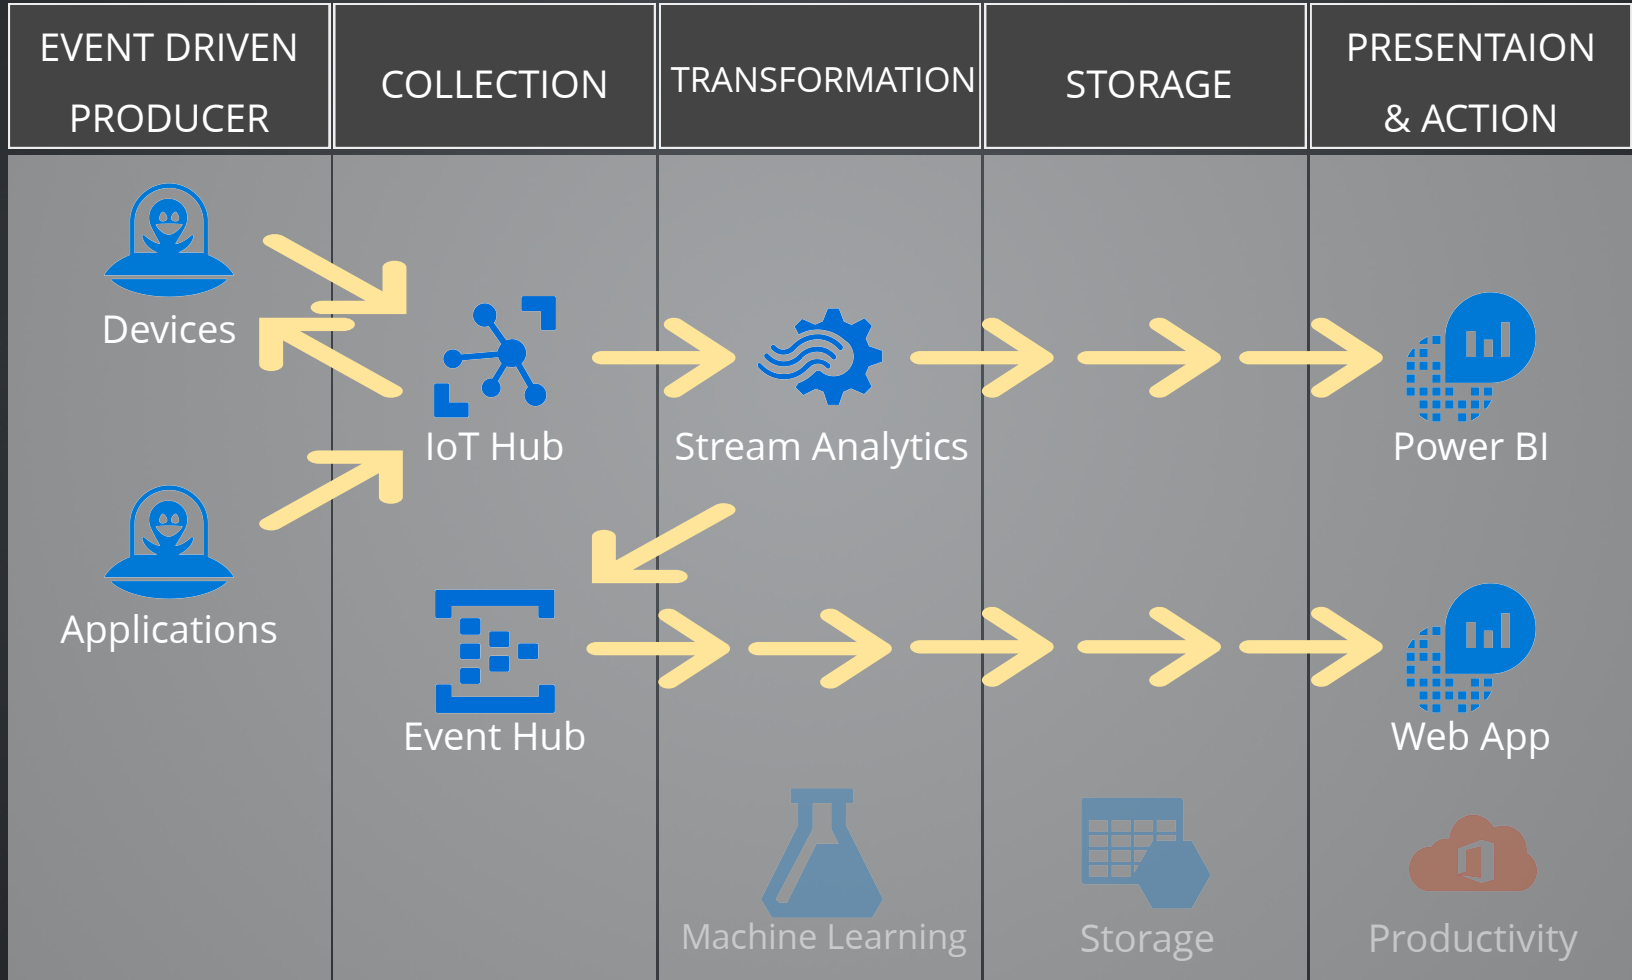 EVENT DRIVEN
PRODUCER
COLLECTION
TRANSFORMATION
STORAGE
PRESENTAION
& ACTION
Devices
IoT Hub
Stream Analytics
Power BI
Applications
Event Hub
Web App
Machine Learning
Storage
Productivity